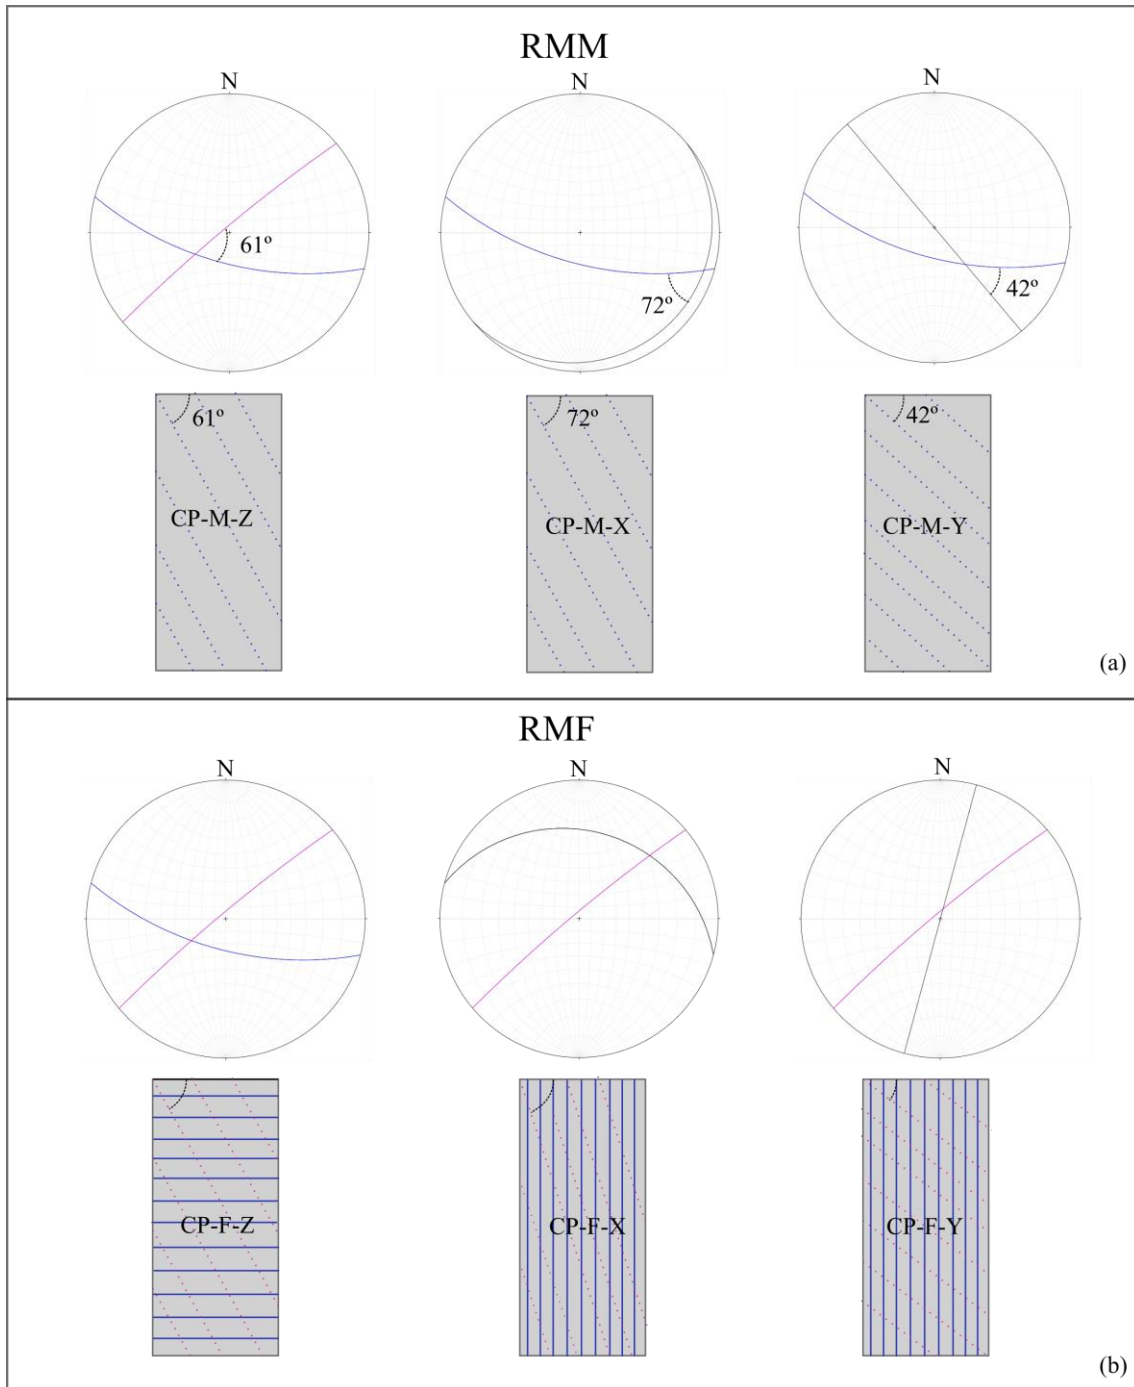 RMM
N N N
61º 72º 42º
61º 72º 42º
CP-M-Z CP-M-X CP-M-Y
(a)
RMF
N N N
CP-F-Z CP-F-X CP-F-Y
(b)